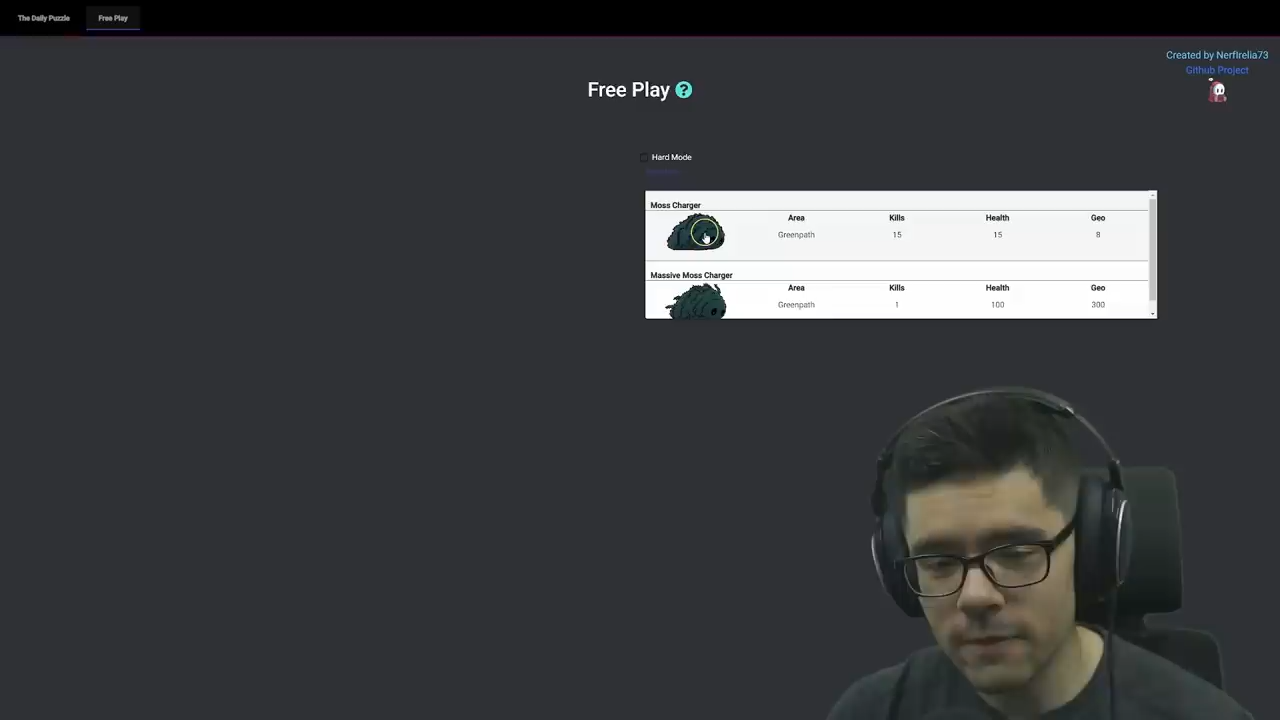 The Daily Puzzle
Free Play
Created by NerfIrelia73
Github Project
Free Play ?
Hard Mode
Moss Charger
Area Kills Health Geo
Greenpath 15 15 8
Massive Moss Charger
Area Kills Health Geo
Greenpath 1 100 300